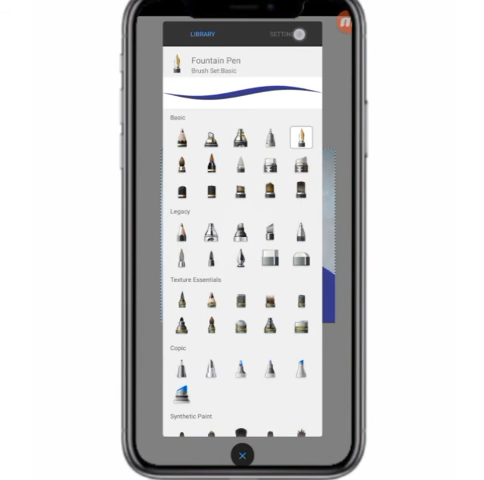 LIBRARY
Fountain Pen
Brush Set:Basic
Basic
Legacy
Texture Essentials
Copic
Synthetic Paint